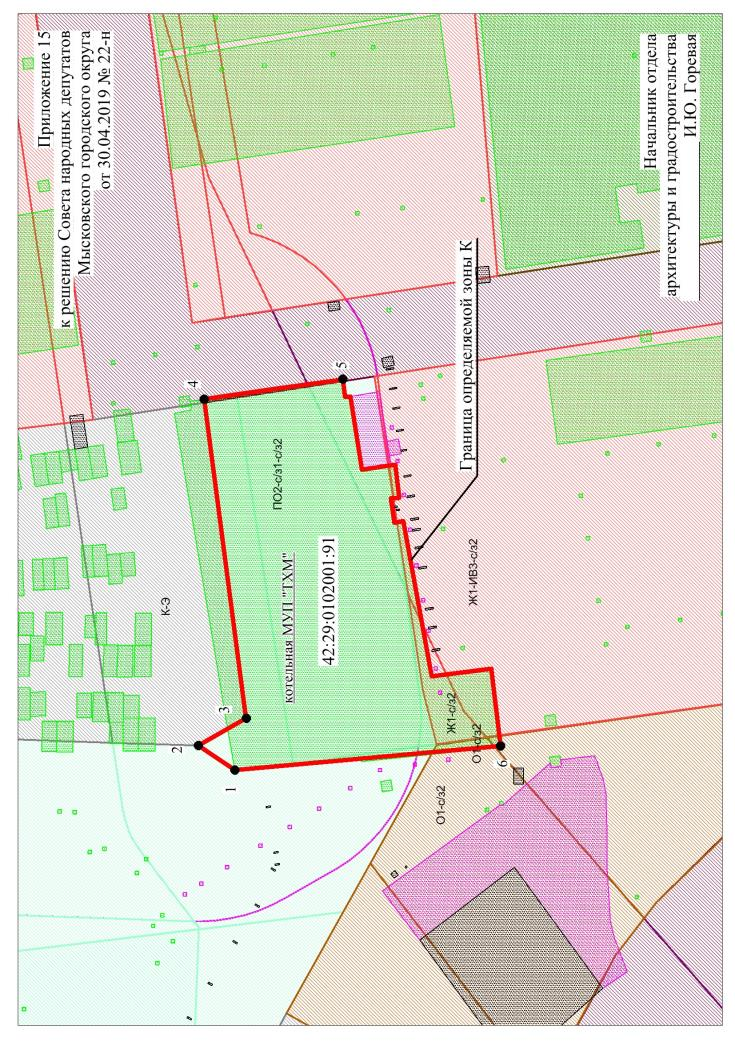 Приложение 15
к решению Совета народных депутатов
Мысковского городского округа
от 30.04.2019 № 22-н
К-Э
2
1
3
4
5
6
ПО2-с/з1-с/з2
котельная МУП "ТХМ"
42:29:0102001:91
Ж1-с/з2
О1-с/з2
О1-с/з2
Ж1-ИВ3-с/з2
Граница определяемой зоны К
Начальник отдела
архитектуры и градостроительства
И.Ю. Горевая